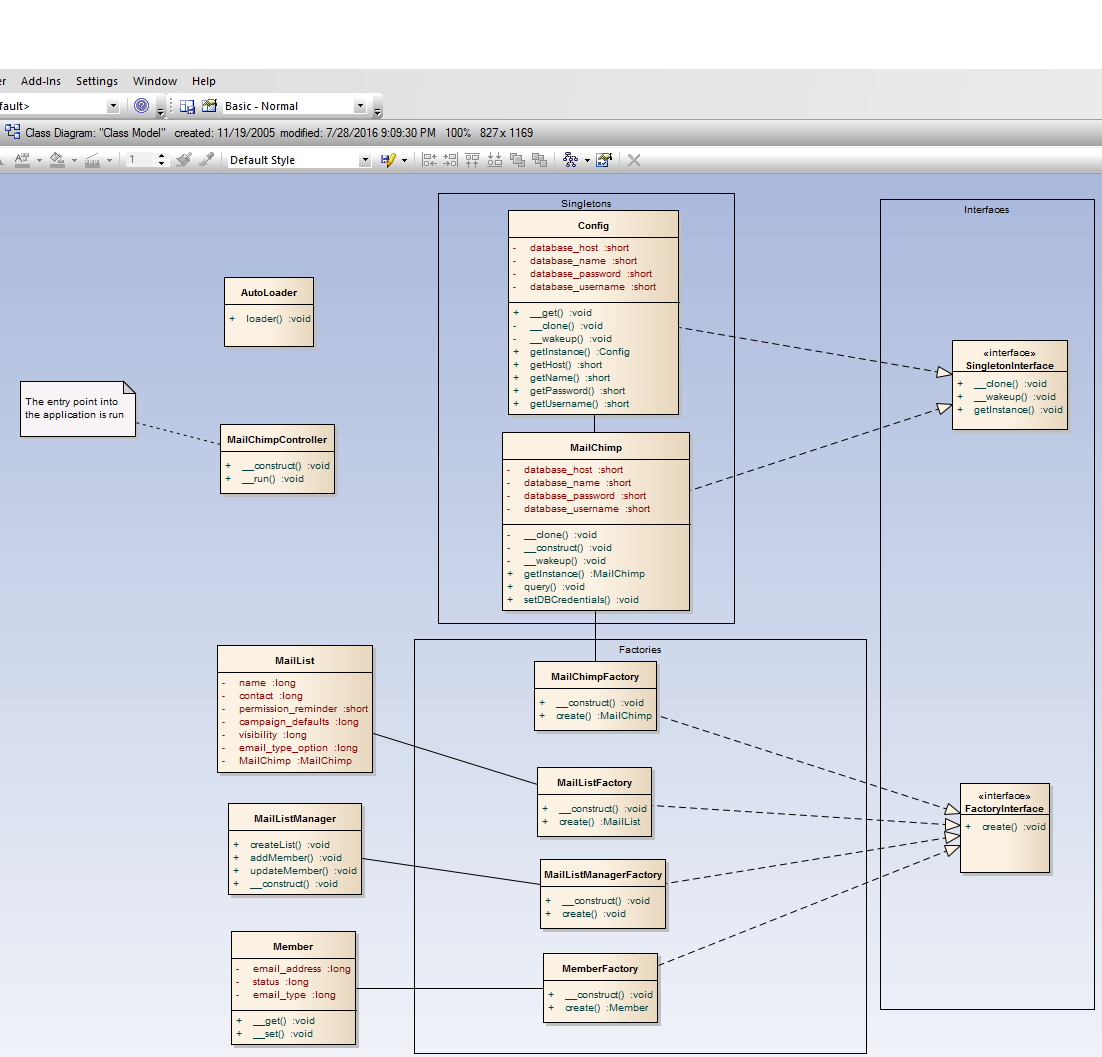 er Add-Ins Settings Window Help
fault> Basic - Normal
Class Diagram: "Class Model" created: 11/19/2005 modified: 7/28/2016 9:09:30 PM 100% 827 x 1169
1 Default Style
Singletons
Config
- database_host :short
- database_name :short
- database_password :short
- database_username :short
+ __get() :void
- __clone() :void
- __wakeup() :void
+ getInstance() :Config
+ getHost() :short
+ getName() :short
+ getPassword() :short
+ getUsername() :short
Interfaces
AutoLoader
+ loader() :void
«interface»
SingletonInterface
+ __clone() :void
+ __wakeup() :void
+ getInstance() :void
The entry point into
the application is run
MailChimpController
+ __construct() :void
+ __run() :void
MailChimp
- database_host :short
- database_name :short
- database_password :short
- database_username :short
- __clone() :void
- __construct() :void
- __wakeup() :void
+ getInstance() :MailChimp
+ query() :void
+ setDBCredentials() :void
Factories
MailList
- name :long
- contact :long
- permission_reminder :short
- campaign_defaults :long
- visibility :long
- email_type_option :long
- MailChimp :MailChimp
MailChimpFactory
+ __construct() :void
+ create() :MailChimp
MailListFactory
+ __construct() :void
+ create() :MailList
«interface»
FactoryInterface
+ create() :void
MailListManager
+ createList() :void
+ addMember() :void
+ updateMember() :void
+ __construct() :void
MailListManagerFactory
+ __construct() :void
+ create() :void
Member
- email_address :long
- status :long
- email_type :long
+ __get() :void
+ __set() :void
MemberFactory
+ __construct() :void
+ create() :Member